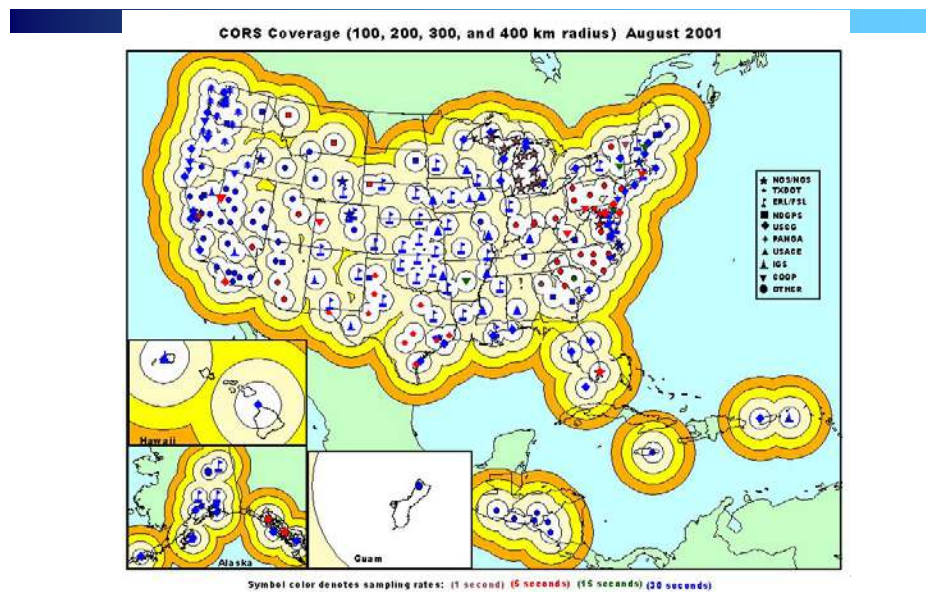 CORS Coverage (100, 200, 300, and 400 km radius) August 2001
NOS/NGS
TXDOT
ERL/FSL
NDGPS
USCG
PANGA
USACE
IGS
COOP
OTHER
Hawaii
Alaska
Guam
Symbol color denotes sampling rates: (1 second) (5 seconds) (15 seconds) (30 seconds)